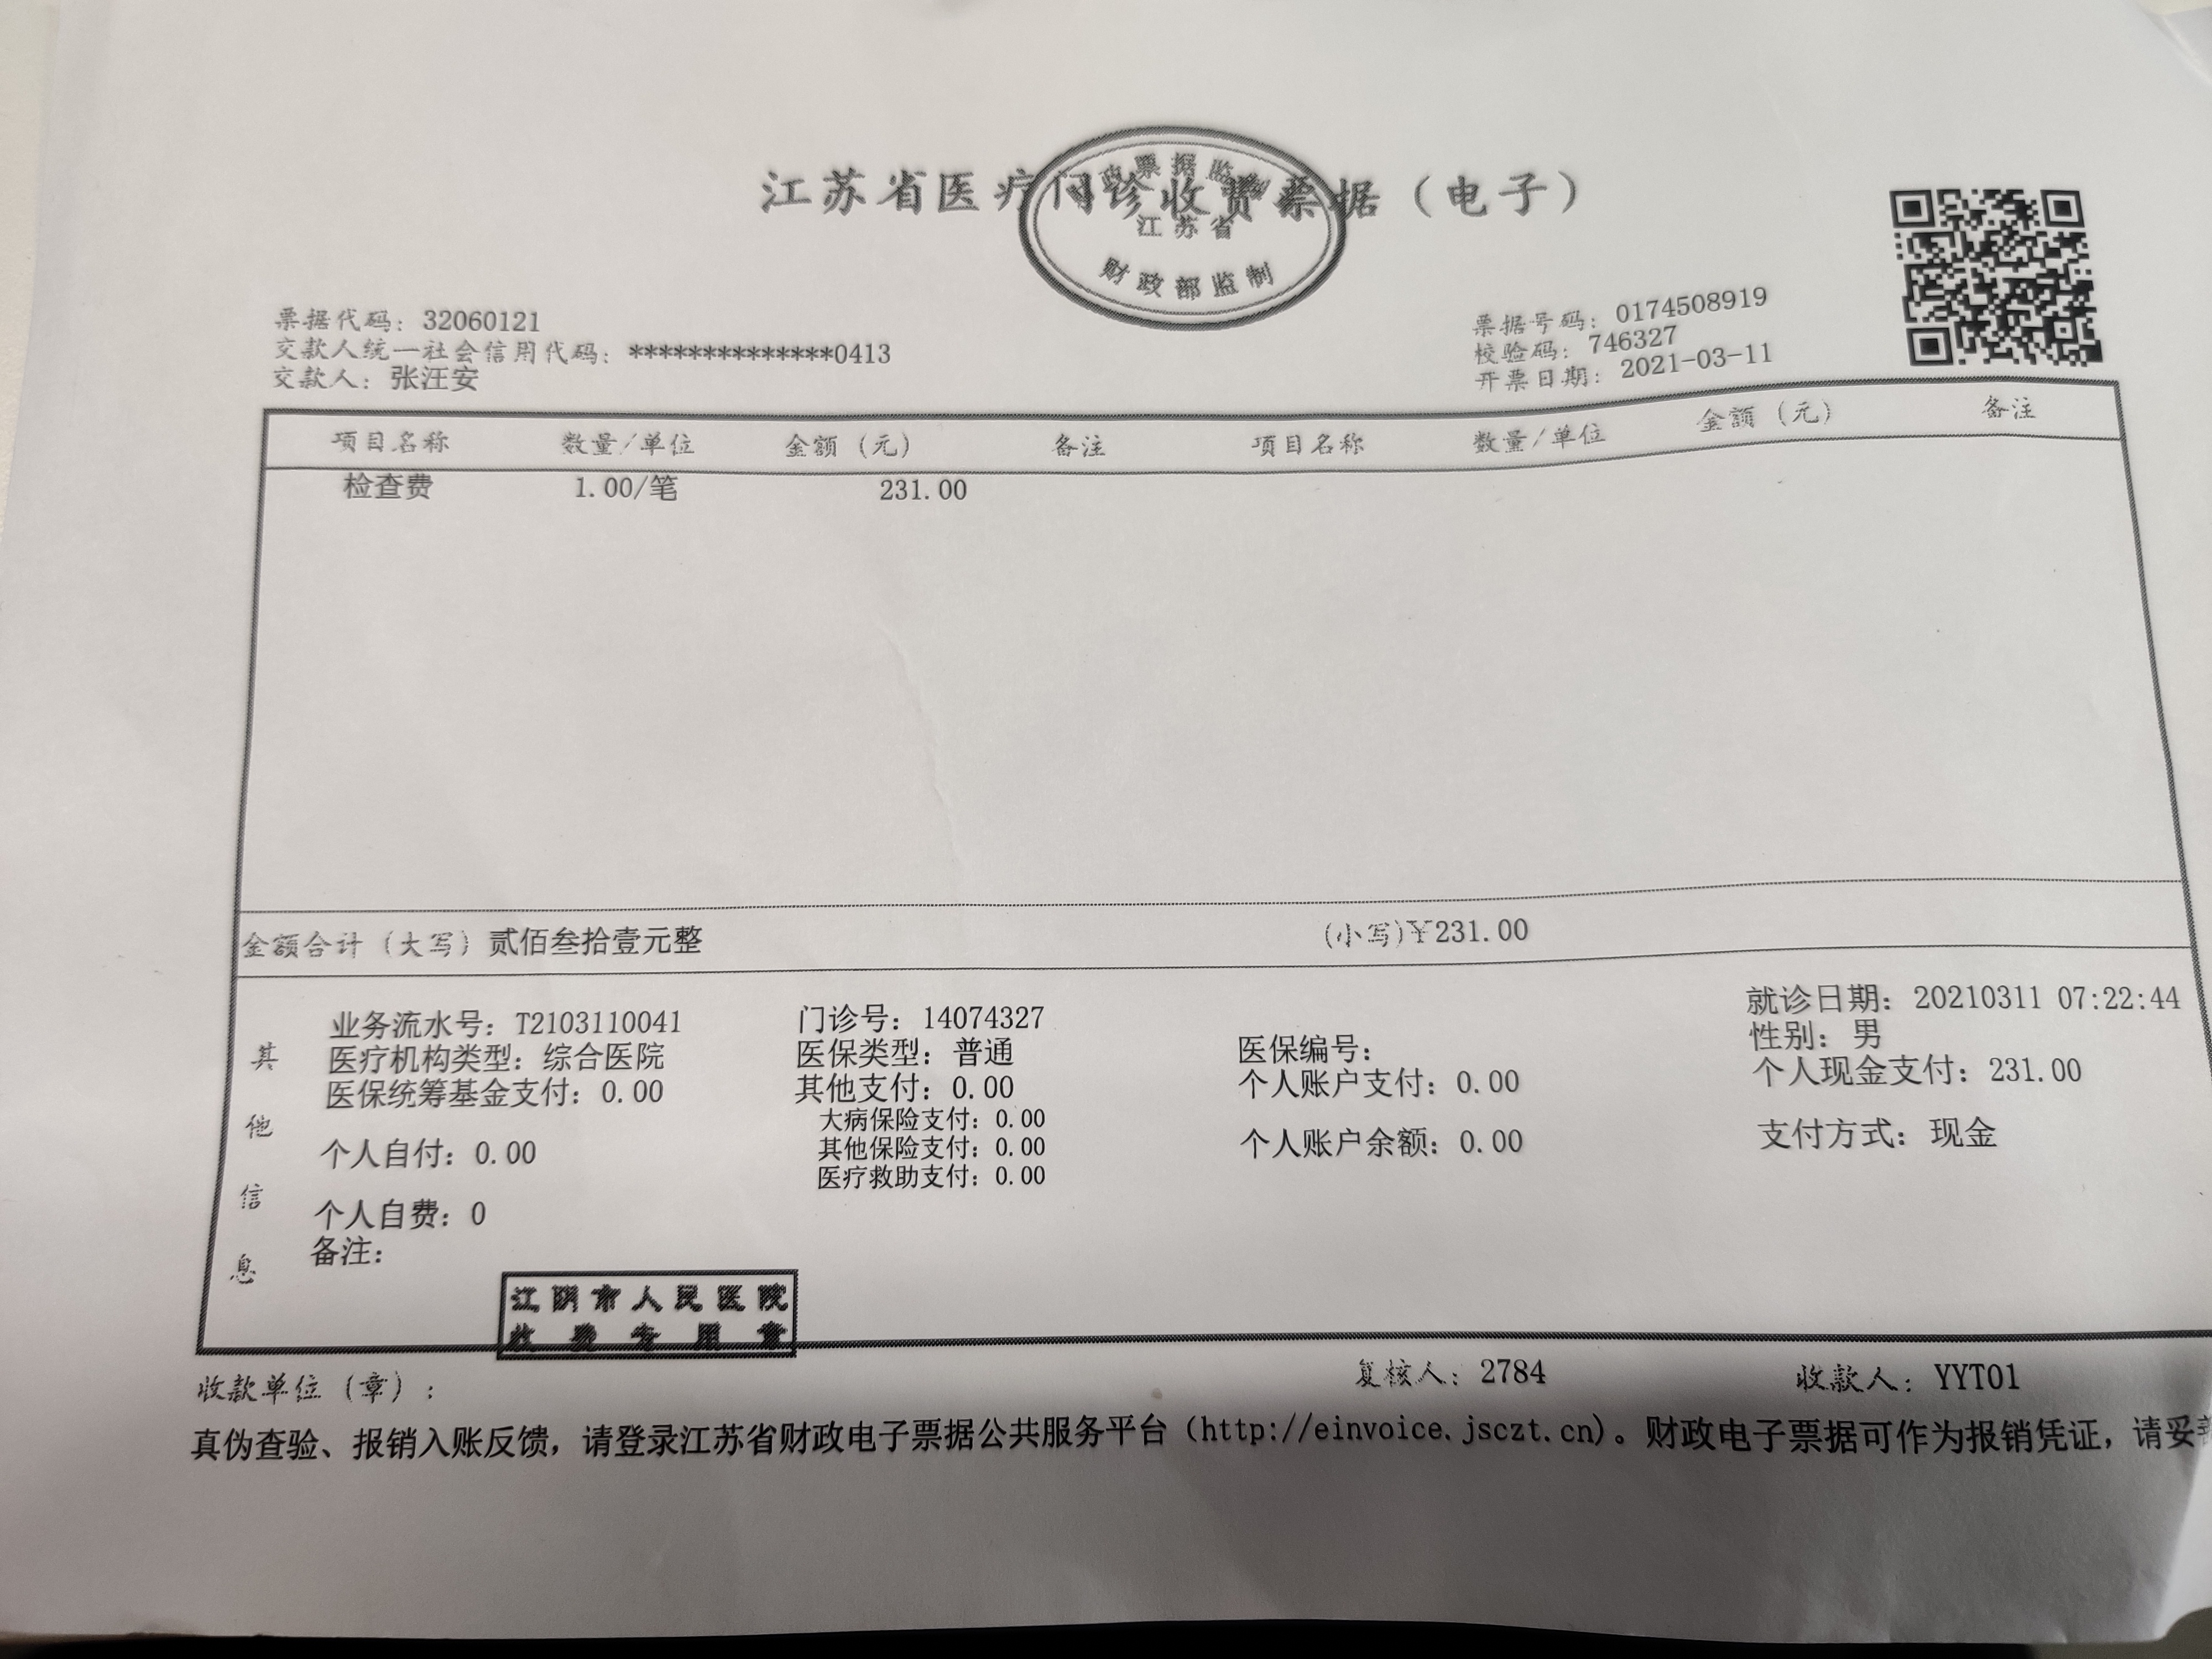 江苏省医疗门诊收费票据（电子）
票据监制
江苏省
财政部监制
票据代码：32060121
票据号码：0174508919
交款人统一社会信用代码：**************0413
校验码：746327
交款人：张汪安
开票日期：2021-03-11
项目名称 数量/单位 金额（元） 备注 项目名称 数量/单位 金额（元） 备注
检查费 1.00/笔 231.00
金额合计（大写）贰佰叁拾壹元整 （小写）￥231.00
其他信息
业务流水号：T2103110041 门诊号：14074327 就诊日期：20210311 07:22:44
医疗机构类型：综合医院 医保类型：普通 医保编号： 性别：男
医保统筹基金支付：0.00 其他支付：0.00 个人账户支付：0.00 个人现金支付：231.00
大病保险支付：0.00
个人自付：0.00 其他保险支付：0.00 个人账户余额：0.00 支付方式：现金
医疗救助支付：0.00
个人自费：0
备注：
江阴市人民医院
财务专用章
收款单位（章）： 复核人：2784 收款人：YYT01
真伪查验、报销入账反馈，请登录江苏省财政电子票据公共服务平台（http://einvoice.jsczt.cn）。财政电子票据可作为报销凭证，请妥